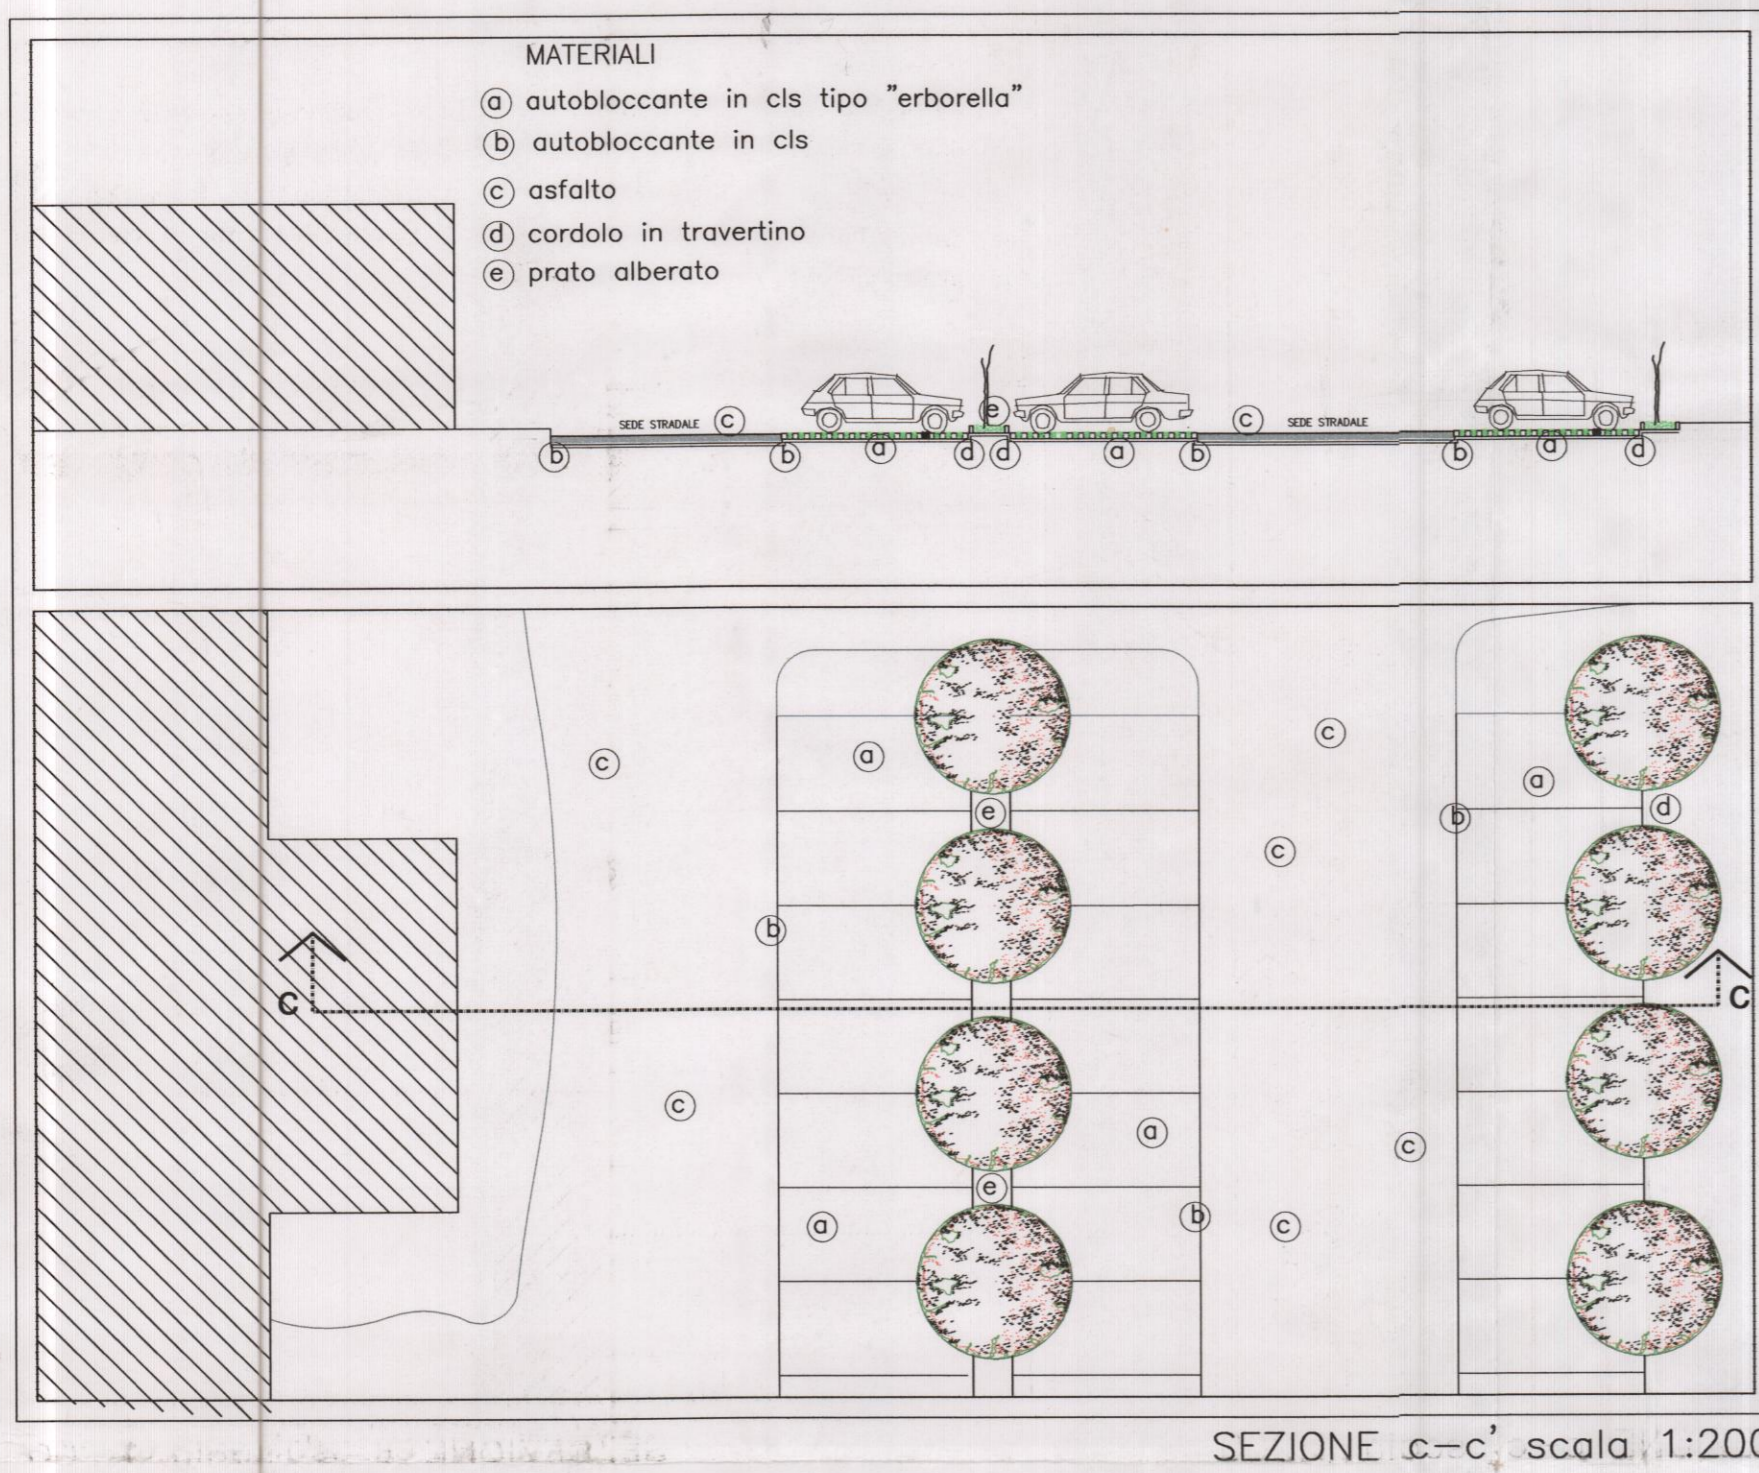 MATERIALI
a autobloccante in cls tipo "erborella"
b autobloccante in cls
c asfalto
d cordolo in travertino
e prato alberato
SEDE STRADALE c e c SEDE STRADALE
b b a d d a b b a d
c
a
c
a
e
b
d
c
b
C C
c
a
c
e
a
b
c
SEZIONE c-c' scala 1:200